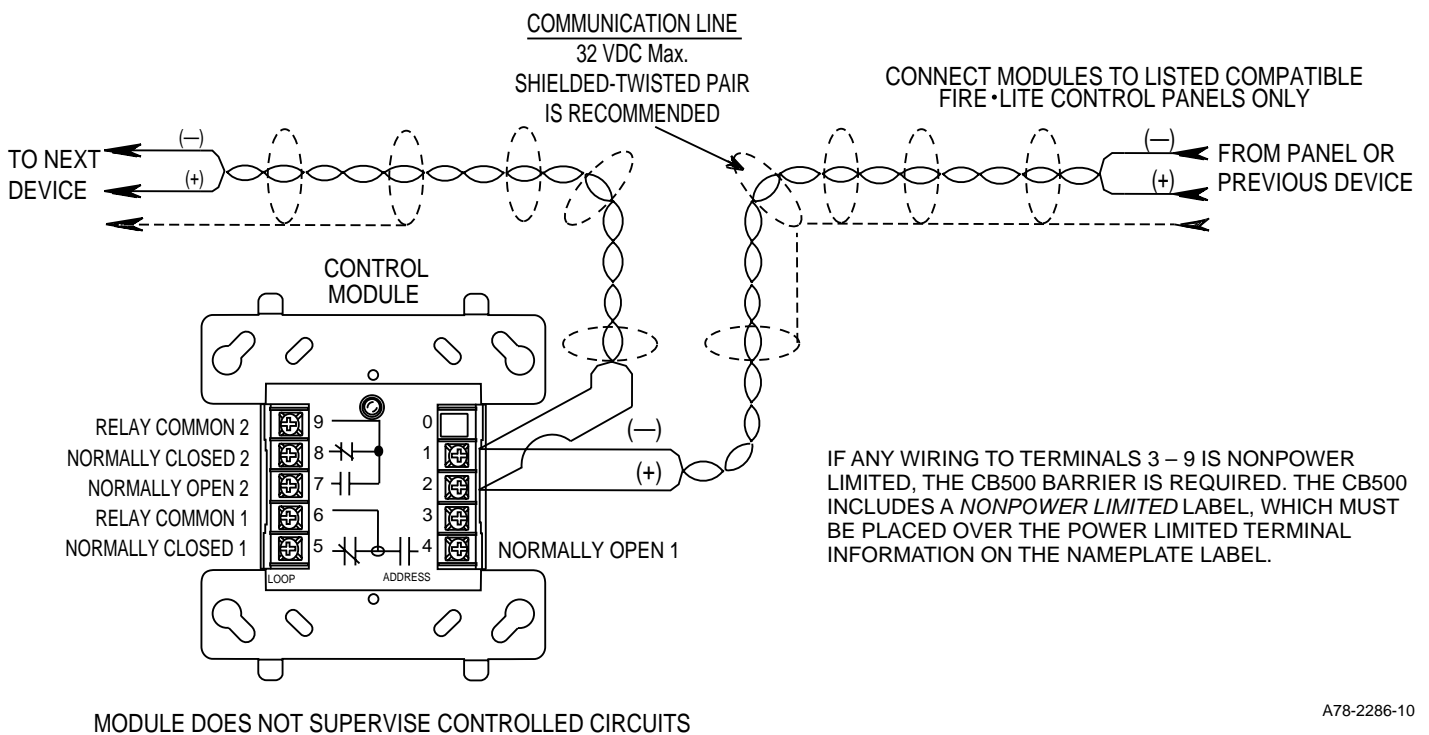 COMMUNICATION LINE
32 VDC Max.
SHIELDED-TWISTED PAIR
IS RECOMMENDED
CONNECT MODULES TO LISTED COMPATIBLE
FIRE•LITE CONTROL PANELS ONLY
(—)
TO NEXT
DEVICE
(+)
(—)
FROM PANEL OR
PREVIOUS DEVICE
(+)
CONTROL
MODULE
RELAY COMMON 2
NORMALLY CLOSED 2
NORMALLY OPEN 2
RELAY COMMON 1
NORMALLY CLOSED 1
9
8
7
6
5
0
1
2
3
4
LOOP
ADDRESS
NORMALLY OPEN 1
(—)
(+)
IF ANY WIRING TO TERMINALS 3 – 9 IS NONPOWER
LIMITED, THE CB500 BARRIER IS REQUIRED. THE CB500
INCLUDES A NONPOWER LIMITED LABEL, WHICH MUST
BE PLACED OVER THE POWER LIMITED TERMINAL
INFORMATION ON THE NAMEPLATE LABEL.
MODULE DOES NOT SUPERVISE CONTROLLED CIRCUITS
A78-2286-10